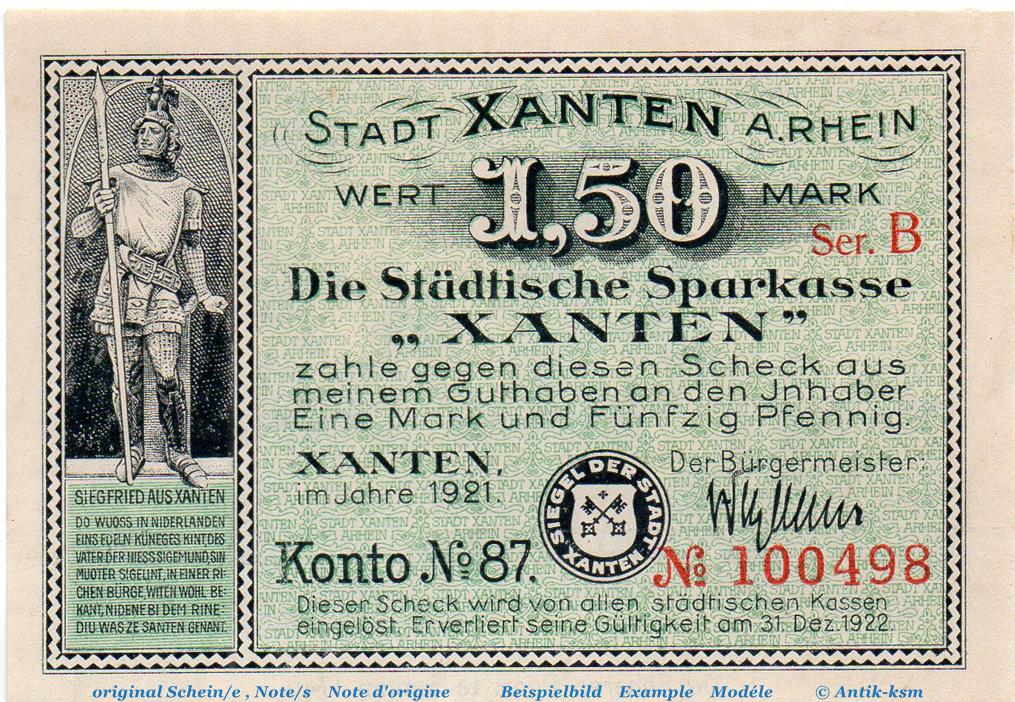 STADT XANTEN A. RHEIN
WERT 1,50 MARK
Ser. B
Die Städtische Sparkasse
„XANTEN”
zahle gegen diesen Scheck aus
meinem Guthaben an den Jnhaber
Eine Mark und Fünfzig Pfennig.
XANTEN,
im Jahre 1921.
Der Bürgermeister:
SIEGEL DER STADT XANTEN
Konto № 87.
№ 100498
Dieser Scheck wird von allen städtischen Kassen
eingelöst. Er verliert seine Gültigkeit am 31. Dez. 1922.
SIEGFRIED AUS XANTEN
DO WUOSS IN NIDERLANDEN
EINS EDELN KÜNEGES KINT, DES
VATER DER HIESS SIGEMUND, SIN
MUOTER SIGELINT, IN EINER RI-
CHEN BÜRGE, WITEN WOHL BE-
KANT, NIDENE BI DEM RINE:
DIU WAS ZE SANTEN GENANT.
original Schein/e , Note/s Note d'origine Beispielbild Example Modéle © Antik-ksm